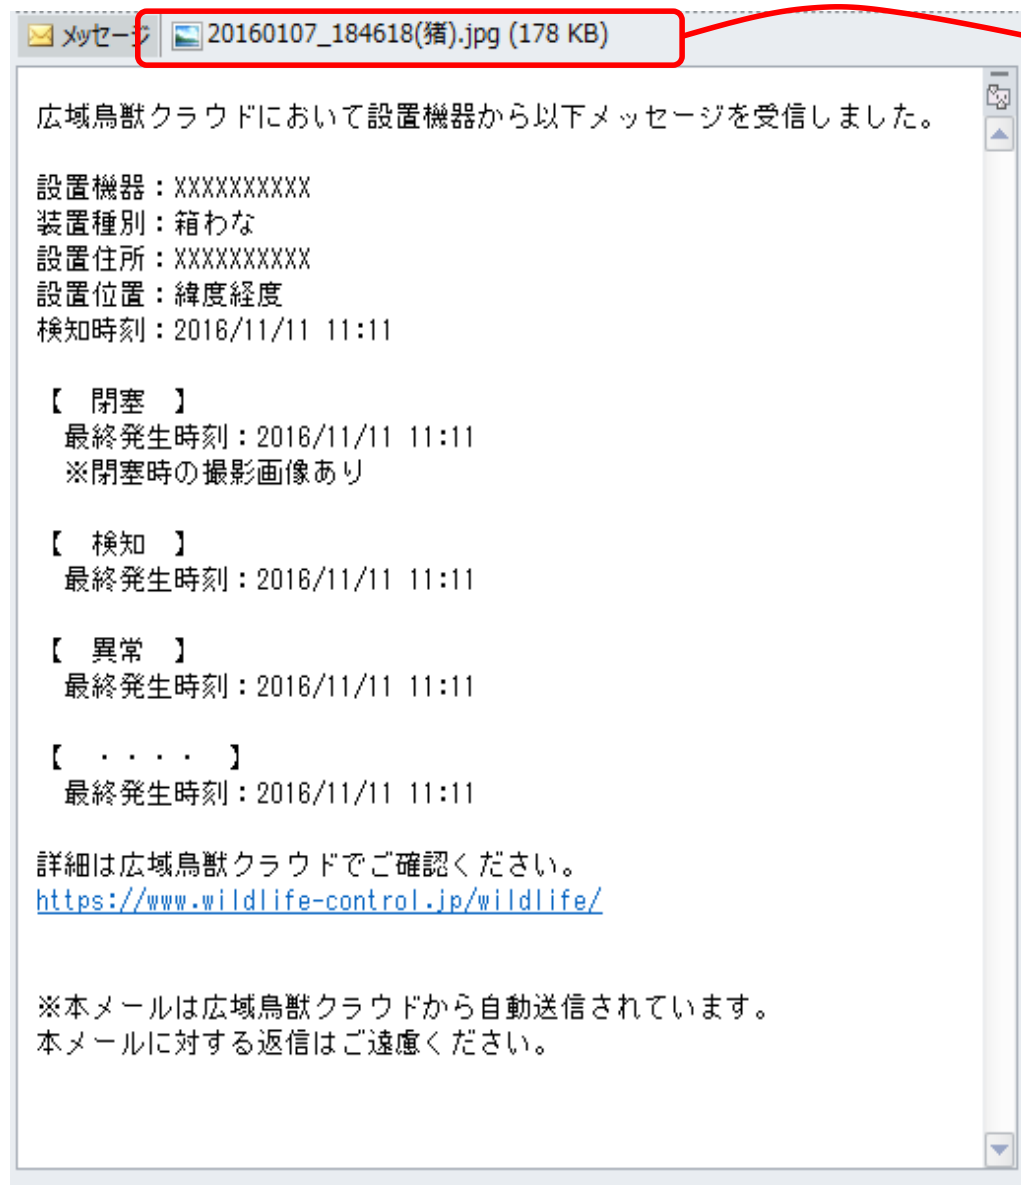 メッセージ 20160107_184618(猪).jpg (178 KB)
広域鳥獣クラウドにおいて設置機器から以下メッセージを受信しました。
設置機器：XXXXXXXXXX
装置種別：箱わな
設置住所：XXXXXXXXXX
設置位置：緯度経度
検知時刻：2016/11/11 11:11
【　閉塞　】
最終発生時刻：2016/11/11 11:11
※閉塞時の撮影画像あり
【　検知　】
最終発生時刻：2016/11/11 11:11
【　異常　】
最終発生時刻：2016/11/11 11:11
【　・・・・　】
最終発生時刻：2016/11/11 11:11
詳細は広域鳥獣クラウドでご確認ください。
https://www.wildlife-control.jp/wildlife/
※本メールは広域鳥獣クラウドから自動送信されています。
本メールに対する返信はご遠慮ください。